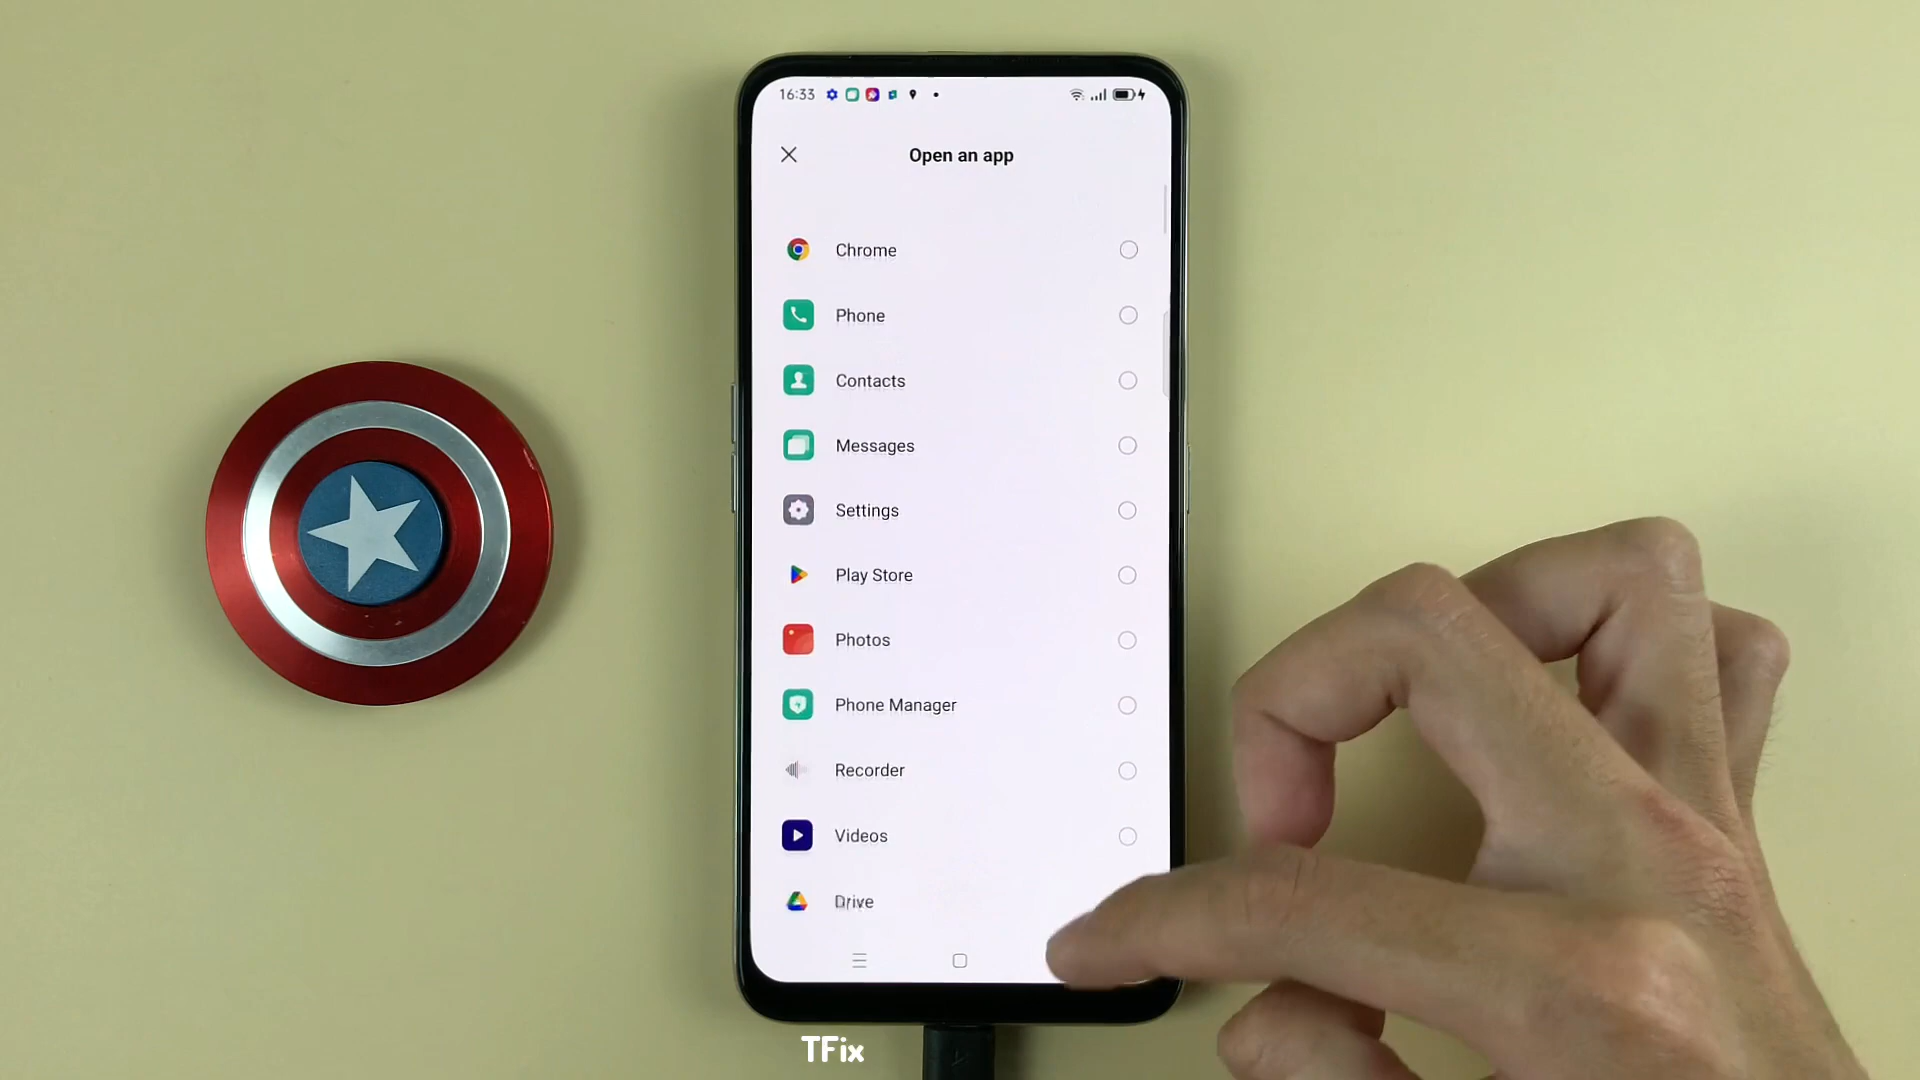 16:33
Open an app
Chrome
Phone
Contacts
Messages
Settings
Play Store
Photos
Phone Manager
Recorder
Videos
Drive
TFix